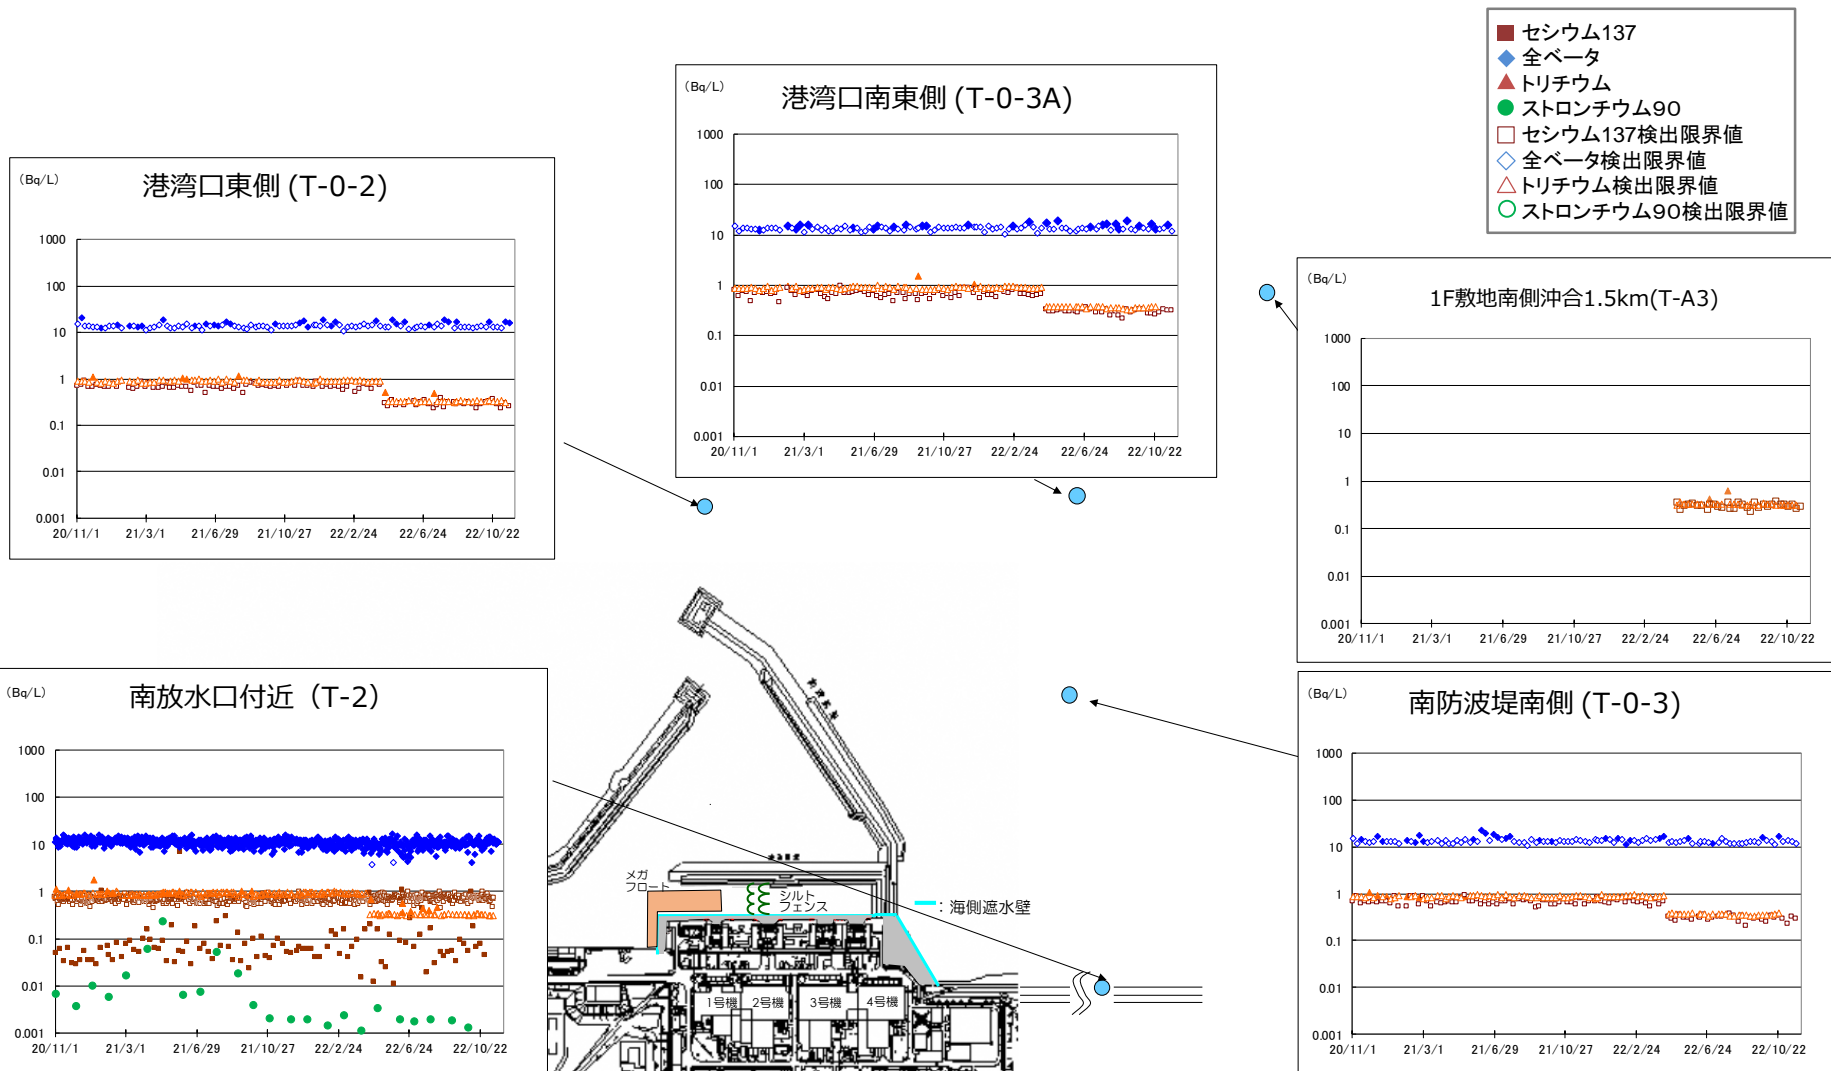 セシウム137
全ベータ
トリチウム
ストロンチウム90
セシウム137検出限界値
全ベータ検出限界値
トリチウム検出限界値
ストロンチウム90検出限界値
(Bq/L)
港湾口南東側 (T-0-3A)
1000
100
10
1
0.1
0.01
0.001
20/11/1 21/3/1 21/6/29 21/10/27 22/2/24 22/6/24 22/10/22
(Bq/L)
港湾口東側 (T-0-2)
1000
100
10
1
0.1
0.01
0.001
20/11/1 21/3/1 21/6/29 21/10/27 22/2/24 22/6/24 22/10/22
(Bq/L)
1F敷地南側沖合1.5km(T-A3)
1000
100
10
1
0.1
0.01
0.001
20/11/1 21/3/1 21/6/29 21/10/27 22/2/24 22/6/24 22/10/22
(Bq/L)
南放水口付近（T-2）
1000
100
10
1
0.1
0.01
0.001
20/11/1 21/3/1 21/6/29 21/10/27 22/2/24 22/6/24 22/10/22
(Bq/L)
南防波堤南側 (T-0-3)
1000
100
10
1
0.1
0.01
0.001
20/11/1 21/3/1 21/6/29 21/10/27 22/2/24 22/6/24 22/10/22
メガ
フロート
シルト
フェンス
：海側遮水壁
1号機 2号機 3号機 4号機